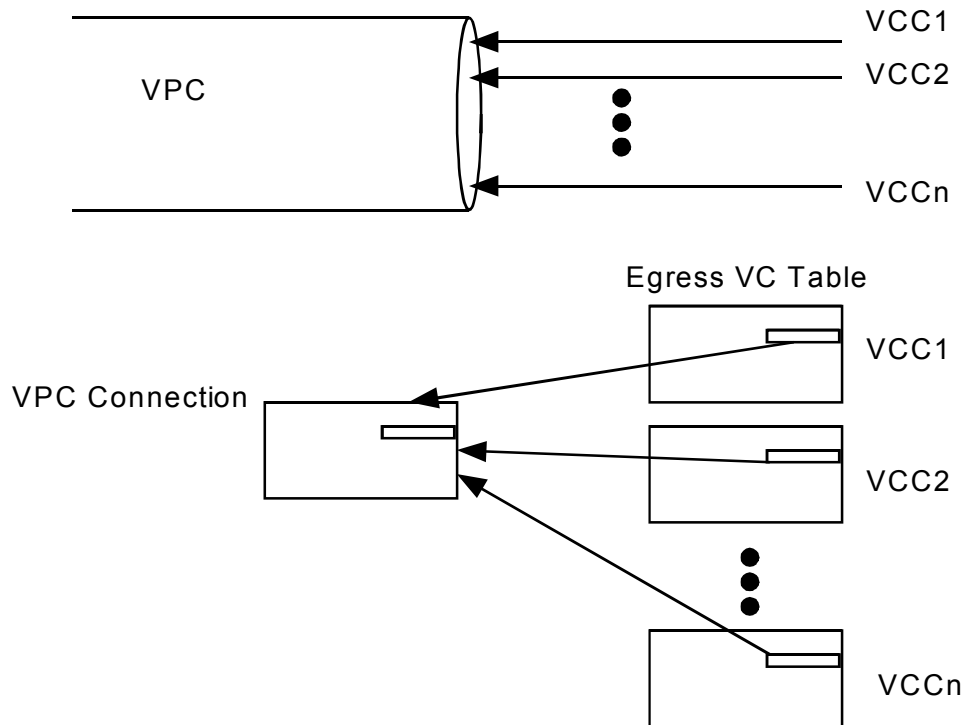 VCC1
VPC
VCC2
VCCn
Egress VC Table
VCC1
VPC Connection
VCC2
VCCn